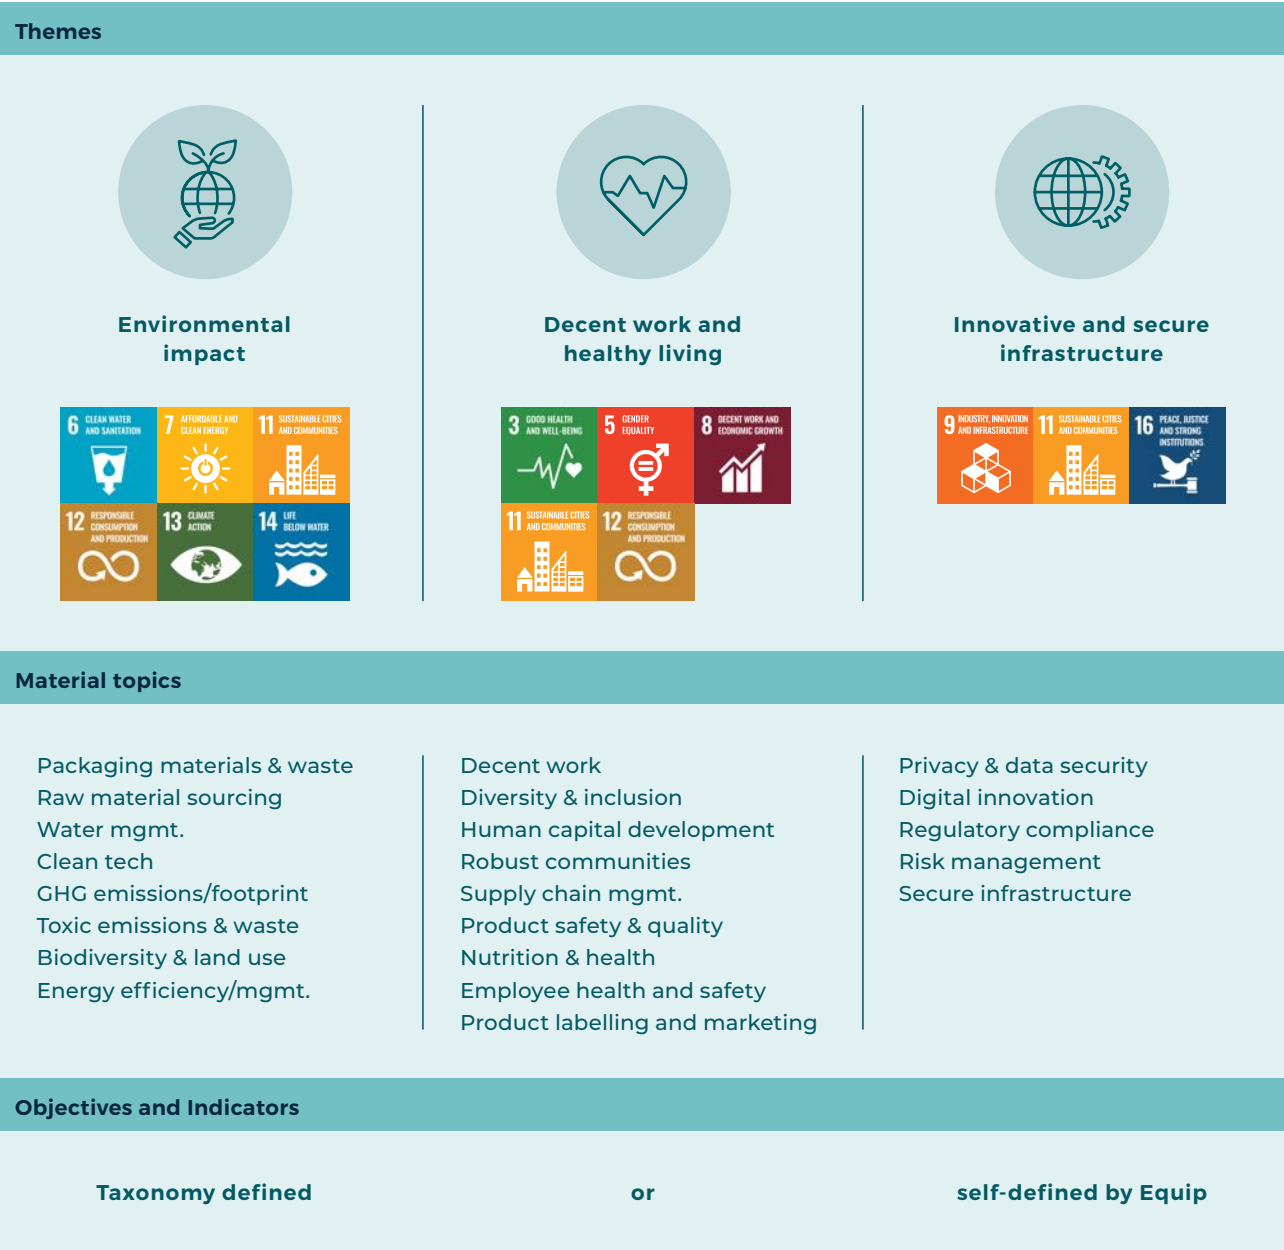 Themes
Environmental
impact
Decent work and
healthy living
Innovative and secure
infrastructure
6 CLEAN WATER
AND SANITATION
7 AFFORDABLE AND
CLEAN ENERGY
11 SUSTAINABLE CITIES
AND COMMUNITIES
12 RESPONSIBLE
CONSUMPTION
AND PRODUCTION
13 CLIMATE
ACTION
14 LIFE
BELOW WATER
3 GOOD HEALTH
AND WELL-BEING
5 GENDER
EQUALITY
8 DECENT WORK AND
ECONOMIC GROWTH
11 SUSTAINABLE CITIES
AND COMMUNITIES
12 RESPONSIBLE
CONSUMPTION
AND PRODUCTION
9 INDUSTRY, INNOVATION
AND INFRASTRUCTURE
11 SUSTAINABLE CITIES
AND COMMUNITIES
16 PEACE, JUSTICE
AND STRONG
INSTITUTIONS
Material topics
Packaging materials & waste
Raw material sourcing
Water mgmt.
Clean tech
GHG emissions/footprint
Toxic emissions & waste
Biodiversity & land use
Energy efficiency/mgmt.
Decent work
Diversity & inclusion
Human capital development
Robust communities
Supply chain mgmt.
Product safety & quality
Nutrition & health
Employee health and safety
Product labelling and marketing
Privacy & data security
Digital innovation
Regulatory compliance
Risk management
Secure infrastructure
Objectives and Indicators
Taxonomy defined
or
self-defined by Equip